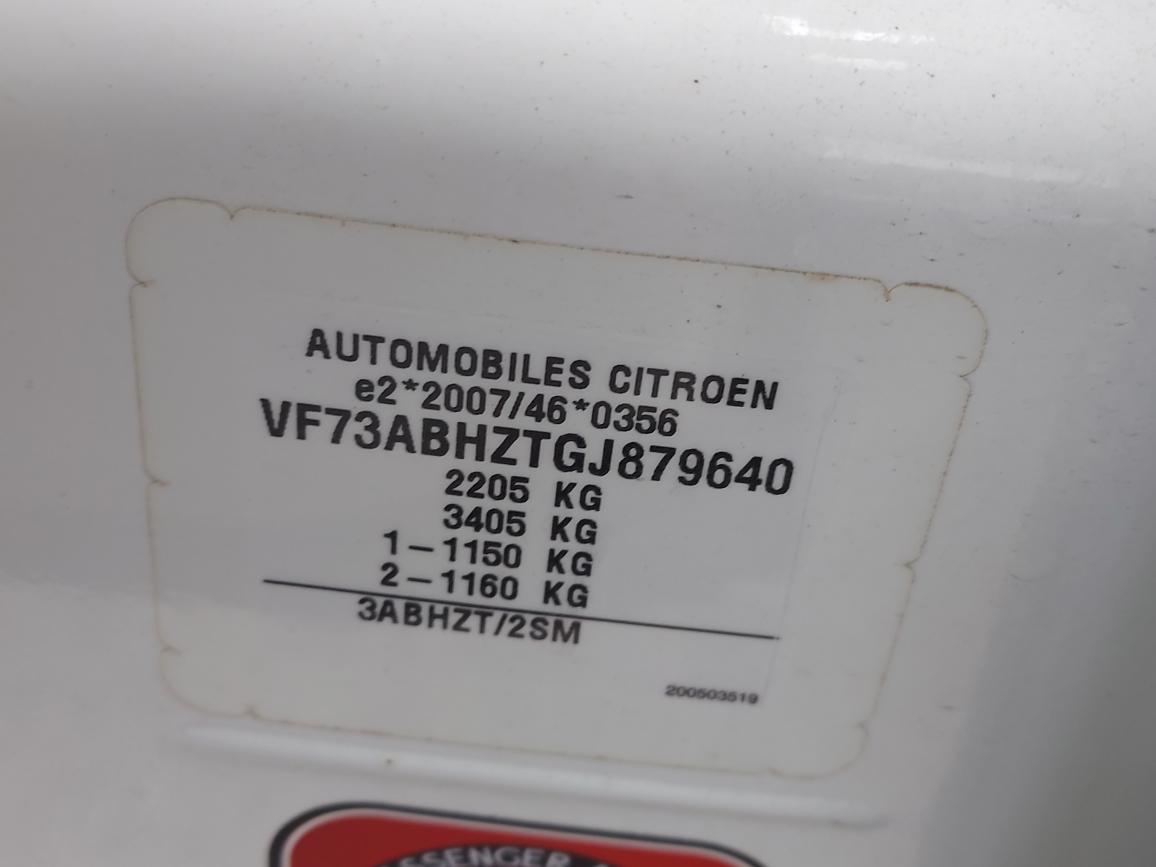 AUTOMOBILES CITROEN
e2*2007/46*0356
VF73ABHZTGJ879640
2205 KG
3405 KG
1-1150 KG
2-1160 KG
3ABHZT/2SM
200503519